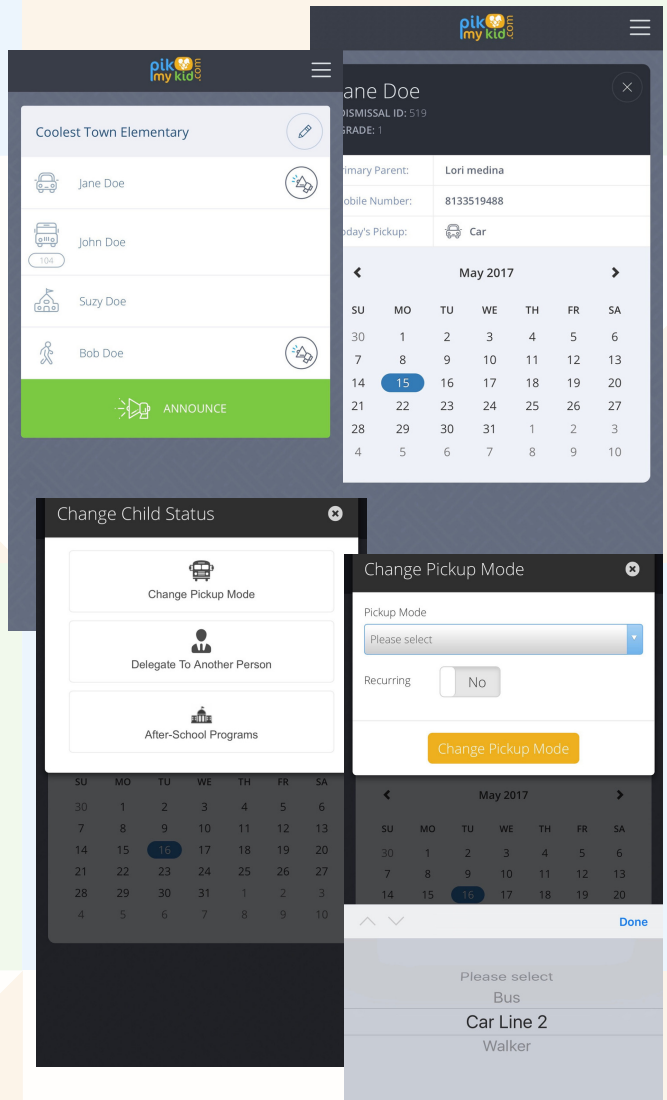 pik
my kid.com
Coolest Town Elementary
Jane Doe
104
John Doe
Suzy Doe
Bob Doe
ANNOUNCE
pik
my kid.com
ane Doe
DISMISSAL ID: 519
GRADE: 1
rimary Parent: Lori medina
obile Number: 8133519488
oday's Pickup: Car
May 2017
SU MO TU WE TH FR SA
30 1 2 3 4 5 6
7 8 9 10 11 12 13
14 15 16 17 18 19 20
21 22 23 24 25 26 27
28 29 30 31 1 2 3
4 5 6 7 8 9 10
Change Child Status
Change Pickup Mode
Delegate To Another Person
After-School Programs
SU MO TU WE TH FR SA
30 1 2 3 4 5 6
7 8 9 10 11 12 13
14 15 16 17 18 19 20
21 22 23 24 25 26 27
28 29 30 31 1 2 3
4 5 6 7 8 9 10
Change Pickup Mode
Pickup Mode
Please select
Recurring No
Change Pickup Mode
May 2017
SU MO TU WE TH FR SA
30 1 2 3 4 5 6
7 8 9 10 11 12 13
14 15 16 17 18 19 20
Done
Please select
Bus
Car Line 2
Walker